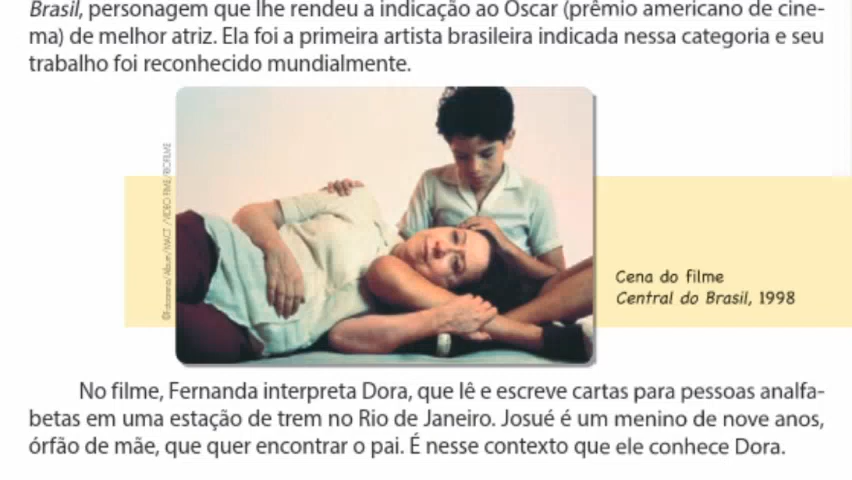 Brasil, personagem que lhe rendeu a indicação ao Oscar (prêmio americano de cine-
ma) de melhor atriz. Ela foi a primeira artista brasileira indicada nessa categoria e seu
trabalho foi reconhecido mundialmente.
Cena do filme
Central do Brasil, 1998
No filme, Fernanda interpreta Dora, que lê e escreve cartas para pessoas analfa-
betas em uma estação de trem no Rio de Janeiro. Josué é um menino de nove anos,
órfão de mãe, que quer encontrar o pai. É nesse contexto que ele conhece Dora.